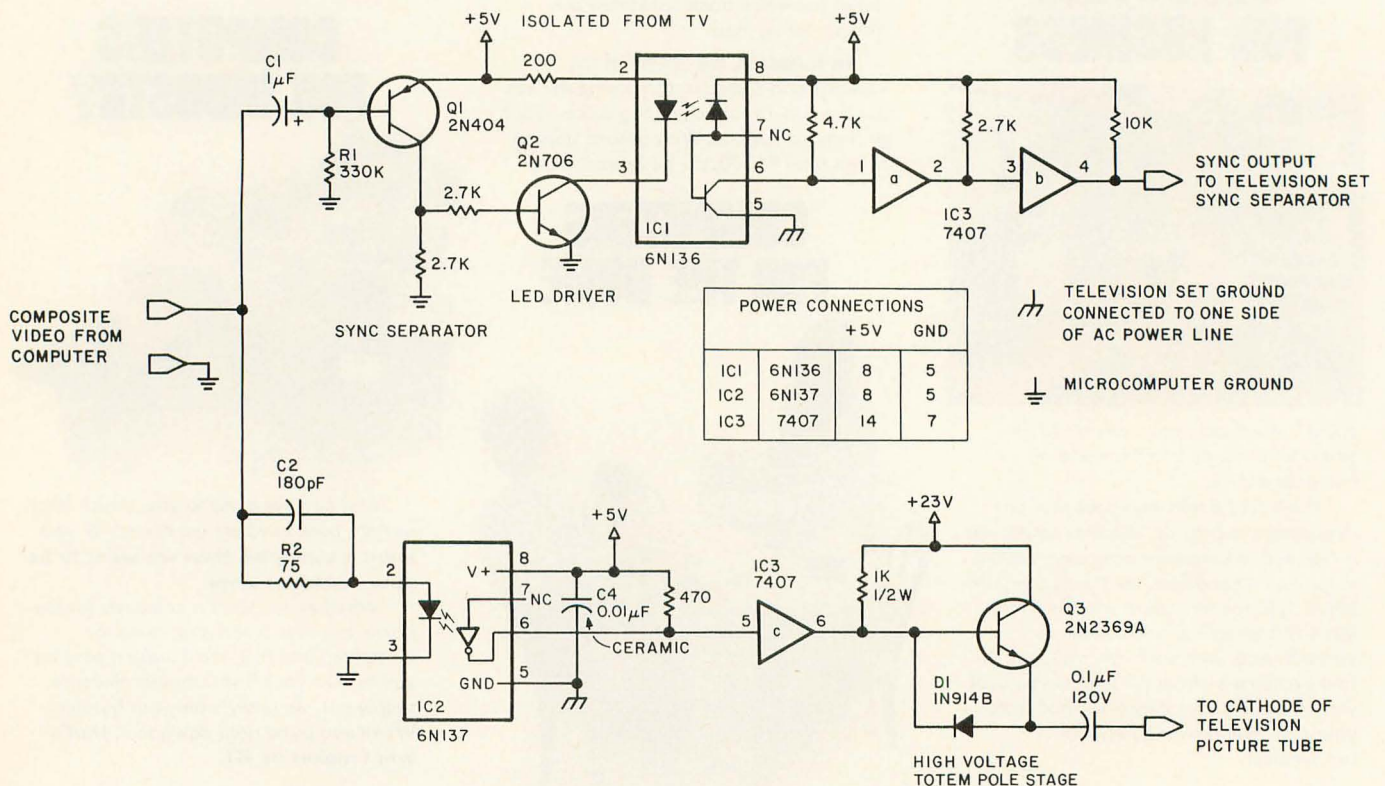 +5V
ISOLATED FROM TV
+5V
C1
1µF
+
200
2
8
Q1
2N404
4.7K
2.7K
10K
7
NC
Q2
2N706
R1
330K
3
6
1
a
2
3
b
4
SYNC OUTPUT
TO TELEVISION SET
SYNC SEPARATOR
2.7K
5
IC1
6N136
IC3
7407
2.7K
LED DRIVER
SYNC SEPARATOR
COMPOSITE
VIDEO FROM
COMPUTER
POWER CONNECTIONS
+5V GND
IC1 6N136 8 5
IC2 6N137 8 5
IC3 7407 14 7
TELEVISION SET GROUND
CONNECTED TO ONE SIDE
OF AC POWER LINE
MICROCOMPUTER GROUND
C2
180pF
R2
75
2
3
V+
8
7
NC
6
GND
5
IC2
6N137
+5V
C4
0.01µF
CERAMIC
470
IC3
7407
5
c
6
+23V
1K
1/2W
Q3
2N2369A
D1
1N914B
0.1µF
120V
TO CATHODE OF
TELEVISION
PICTURE TUBE
HIGH VOLTAGE
TOTEM POLE STAGE